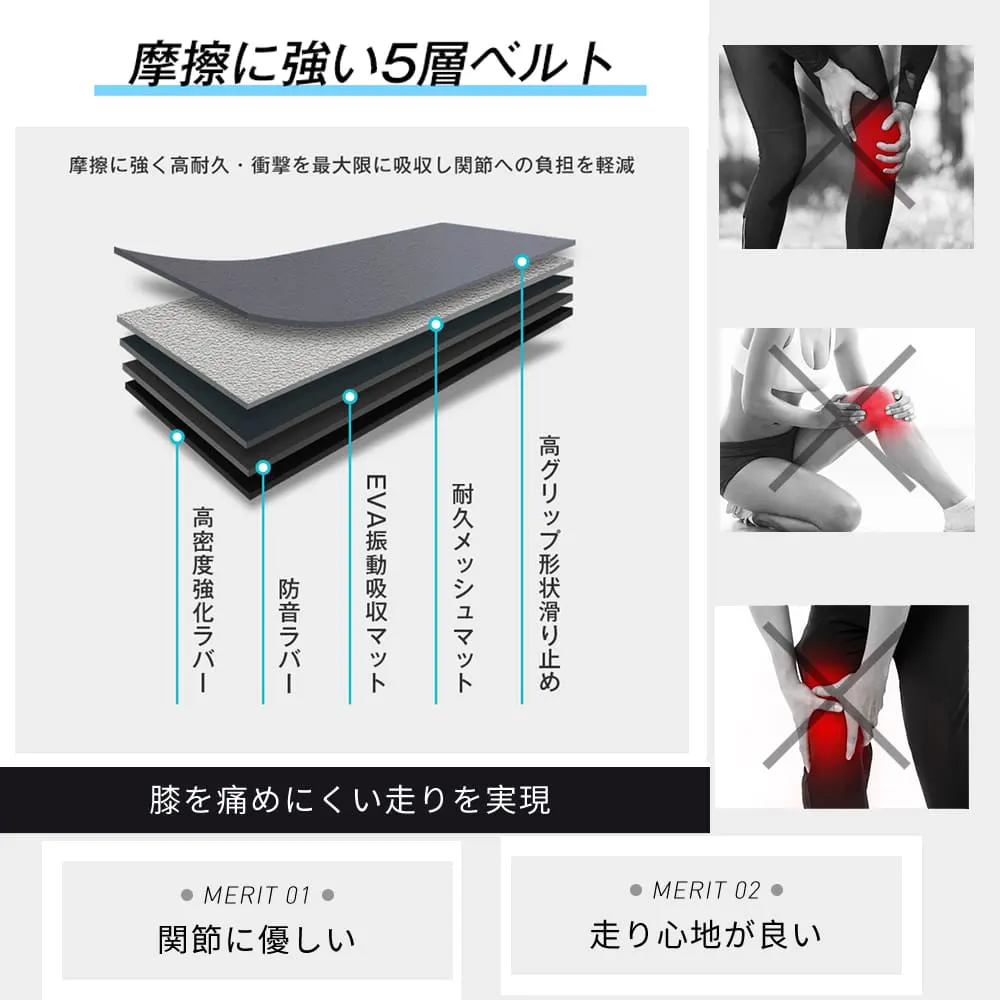 摩擦に強い5層ベルト
摩擦に強く高耐久・衝撃を最大限に吸収し関節への負担を軽減
高密度強化ラバー
防音ラバー
EVA振動吸収マット
耐久メッシュマット
高グリップ形状滑り止め
膝を痛めにくい走りを実現
MERIT 01
関節に優しい
MERIT 02
走り心地が良い